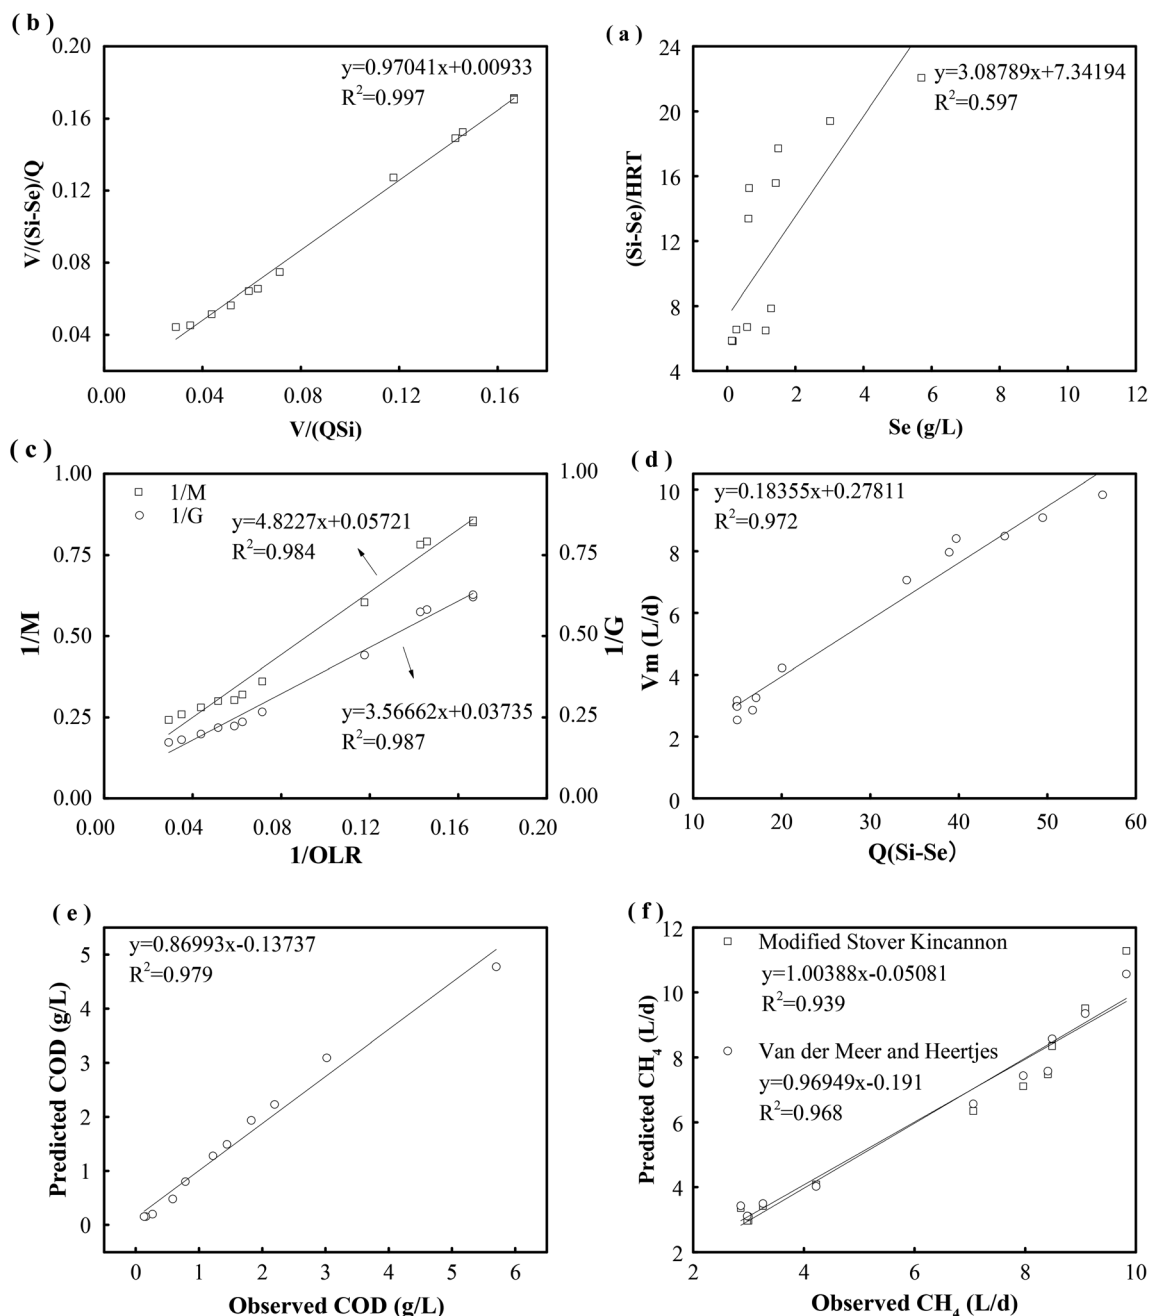 ( b )
0.20
0.16
0.12
0.08
0.04
y=0.97041x+0.00933
R²=0.997
V/(Si-Se)/Q
0.00 0.04 0.08 0.12 0.16
V/(QSi)
( a )
24
20
16
12
8
4
y=3.08789x+7.34194
R²=0.597
(Si-Se)/HRT
0 2 4 6 8 10 12
Se (g/L)
( c )
1.00
0.75
0.50
0.25
0.00
1/M
1/G
y=4.8227x+0.05721
R²=0.984
y=3.56662x+0.03735
R²=0.987
1/M
1.00
0.75
0.50
0.25
0.00
1/G
0.00 0.04 0.08 0.12 0.16 0.20
1/OLR
( d )
10
8
6
4
2
0
y=0.18355x+0.27811
R²=0.972
Vm (L/d)
10 20 30 40 50 60
Q(Si-Se)
( e )
5
4
3
2
1
0
y=0.86993x-0.13737
R²=0.979
Predicted COD (g/L)
0 1 2 3 4 5 6
Observed COD (g/L)
( f )
12
10
8
6
4
2
Modified Stover Kincannon
y=1.00388x-0.05081
R²=0.939
Van der Meer and Heertjes
y=0.96949x-0.191
R²=0.968
Predicted CH₄ (L/d)
2 4 6 8 10
Observed CH₄ (L/d)